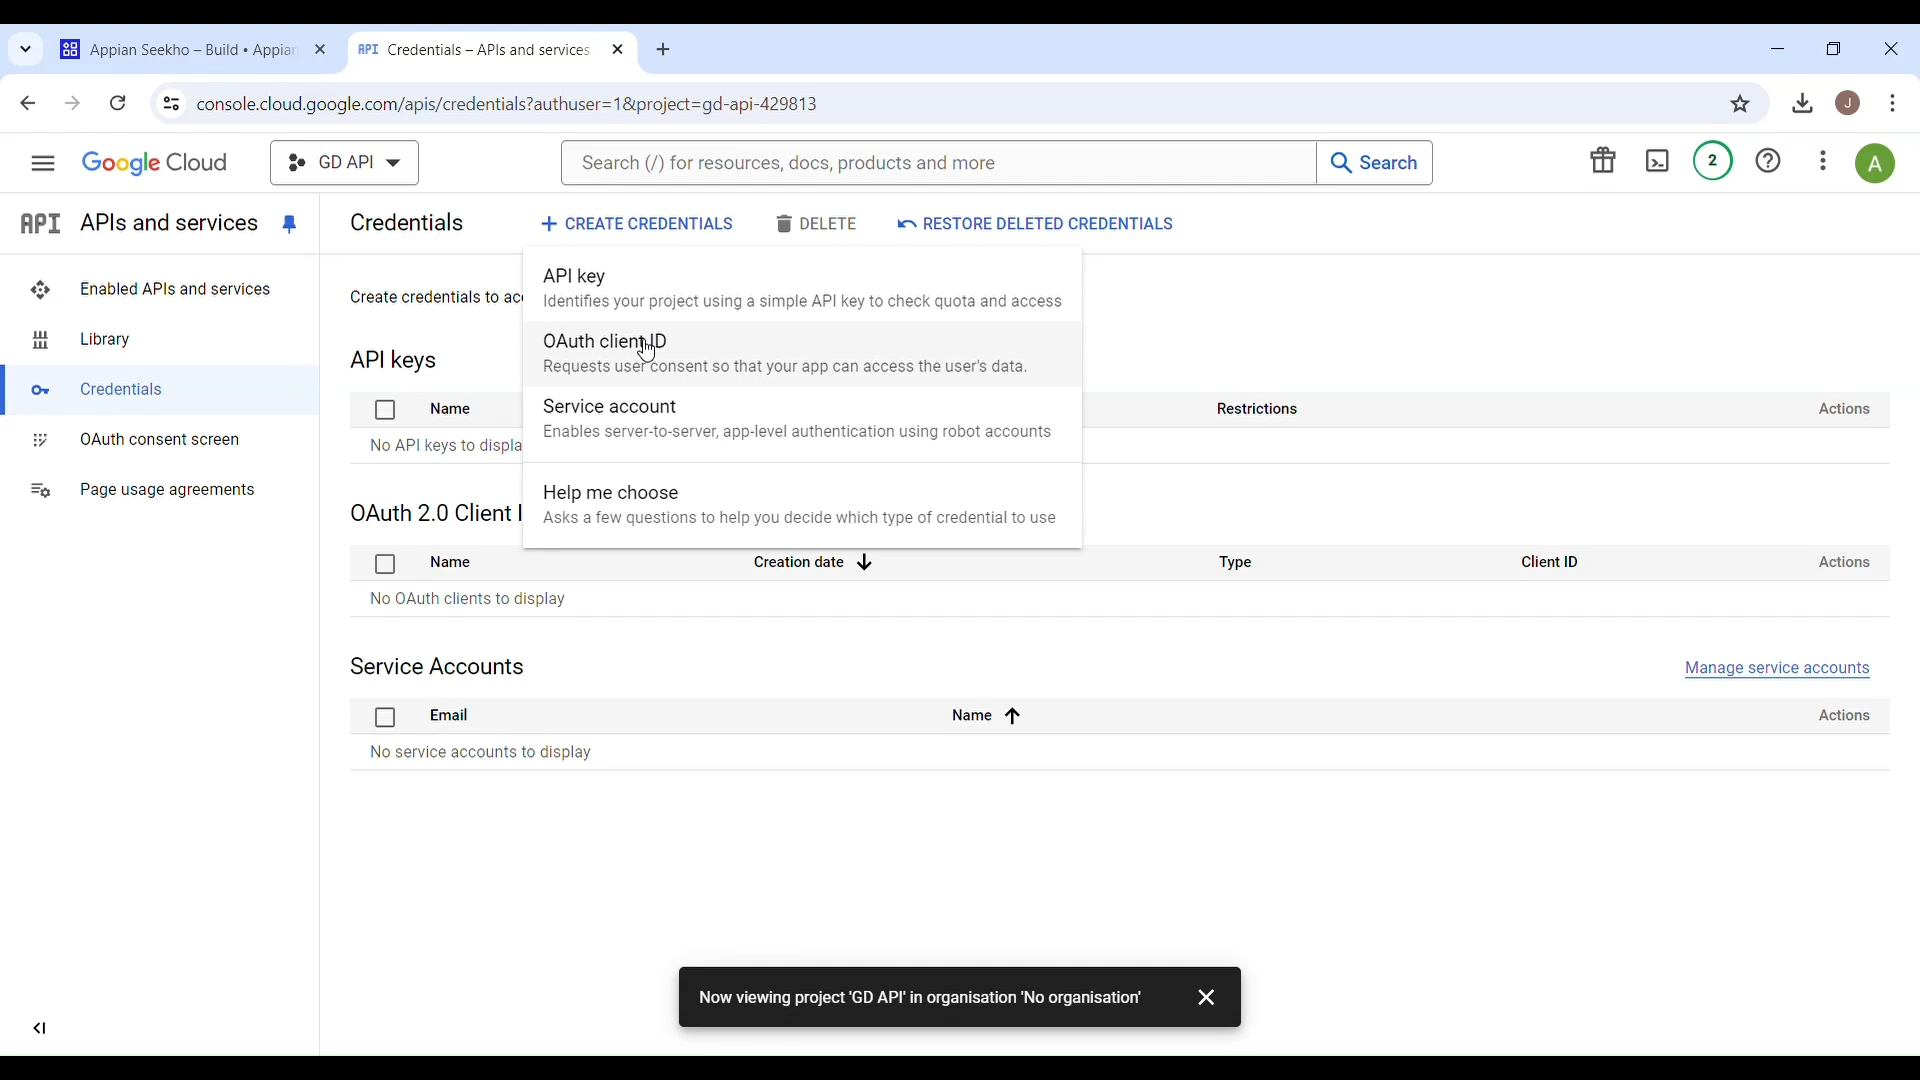 Appian Seekho – Build • Appian
API Credentials – APIs and services
console.cloud.google.com/apis/credentials?authuser=1&project=gd-api-429813
J
Google Cloud
GD API
Search (/) for resources, docs, products and more
Search
2
A
API APIs and services
Credentials
CREATE CREDENTIALS
DELETE
RESTORE DELETED CREDENTIALS
Enabled APIs and services
Library
Credentials
OAuth consent screen
Page usage agreements
Create credentials to acc
API key
Identifies your project using a simple API key to check quota and access
OAuth client ID
Requests user consent so that your app can access the user's data.
Service account
Enables server-to-server, app-level authentication using robot accounts
Help me choose
Asks a few questions to help you decide which type of credential to use
API keys
Name Restrictions Actions
No API keys to displa
OAuth 2.0 Client I
Name Creation date Type Client ID Actions
No OAuth clients to display
Service Accounts
Manage service accounts
Email Name Actions
No service accounts to display
Now viewing project 'GD API' in organisation 'No organisation'